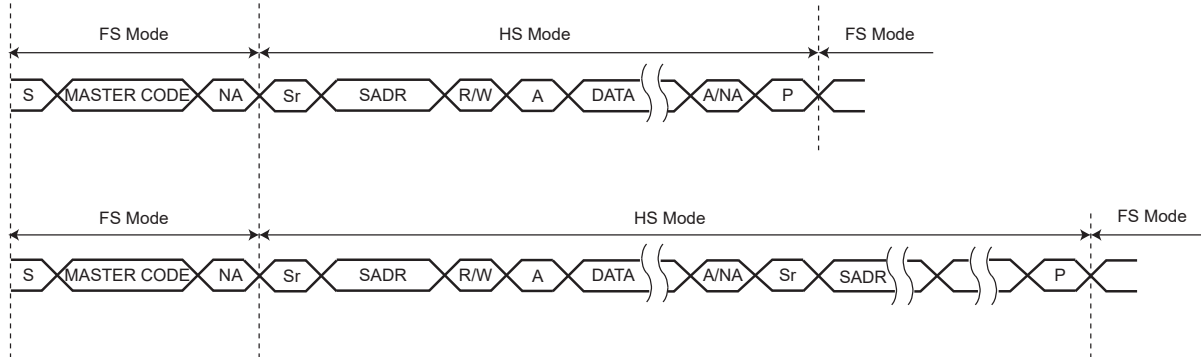 FS Mode HS Mode FS Mode
S MASTER CODE NA Sr SADR R/W A DATA A/NA P
FS Mode HS Mode FS Mode
S MASTER CODE NA Sr SADR R/W A DATA A/NA Sr SADR P